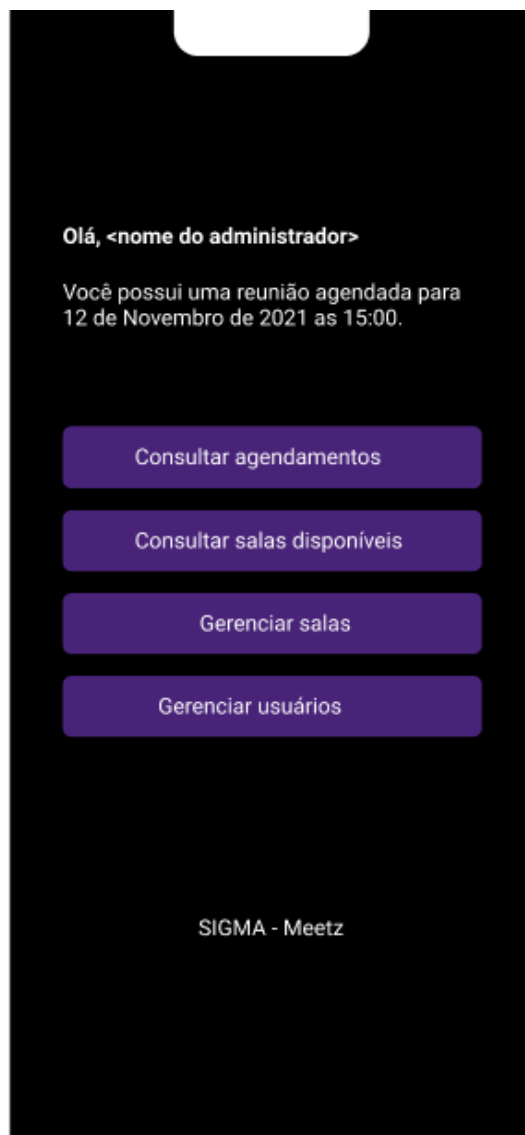 Olá, <nome do administrador>
Você possui uma reunião agendada para
12 de Novembro de 2021 as 15:00.
Consultar agendamentos
Consultar salas disponíveis
Gerenciar salas
Gerenciar usuários
SIGMA - Meetz